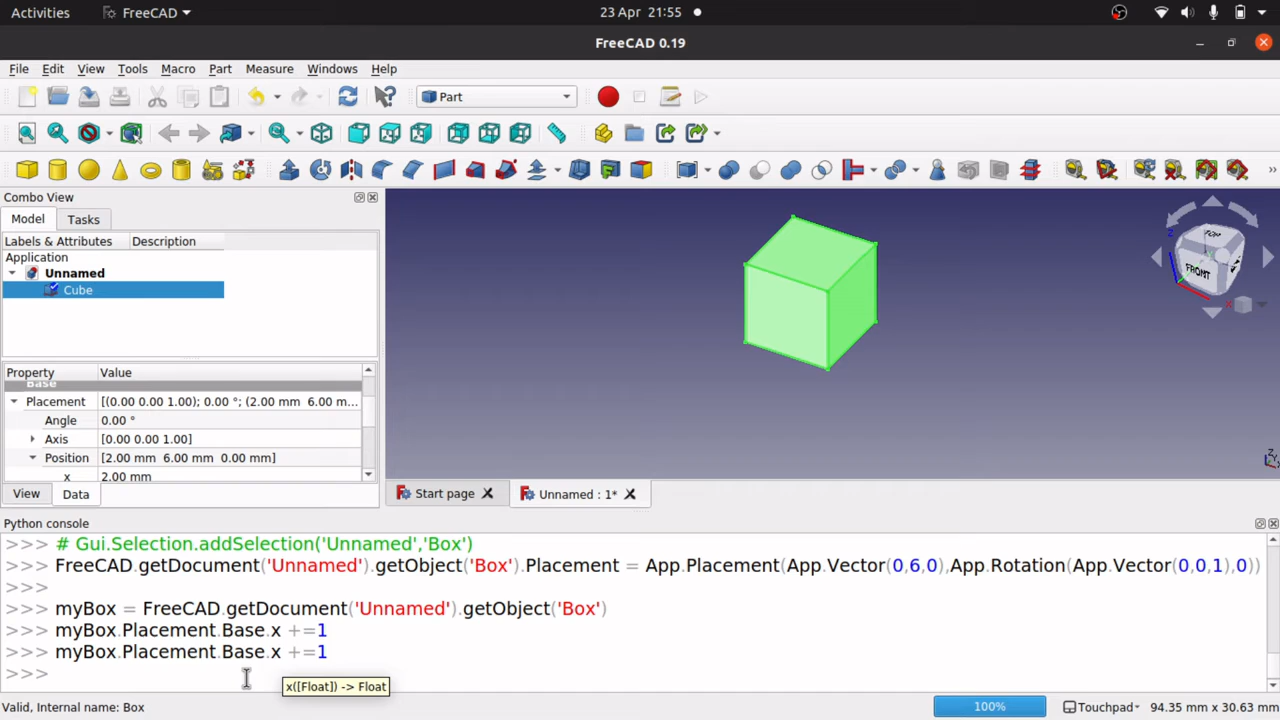 Activities
FreeCAD
23 Apr 21:55
FreeCAD 0.19
File Edit View Tools Macro Part Measure Windows Help
Part
Combo View
Model Tasks
Labels & Attributes Description
Application
Unnamed
Cube
Property Value
Base
Placement [(0.00 0.00 1.00); 0.00 °; (2.00 mm 6.00 m...
Angle 0.00 °
Axis [0.00 0.00 1.00]
Position [2.00 mm 6.00 mm 0.00 mm]
x 2.00 mm
View Data
TOP
FRONT
Z
X
Start page Unnamed : 1*
Python console
>>> # Gui.Selection.addSelection('Unnamed','Box')
>>> FreeCAD.getDocument('Unnamed').getObject('Box').Placement = App.Placement(App.Vector(0,6,0),App.Rotation(App.Vector(0,0,1),0))
>>>
>>> myBox = FreeCAD.getDocument('Unnamed').getObject('Box')
>>> myBox.Placement.Base.x +=1
>>> myBox.Placement.Base.x +=1
>>>
x([Float]) -> Float
Valid, Internal name: Box
100%
Touchpad
94.35 mm x 30.63 mm